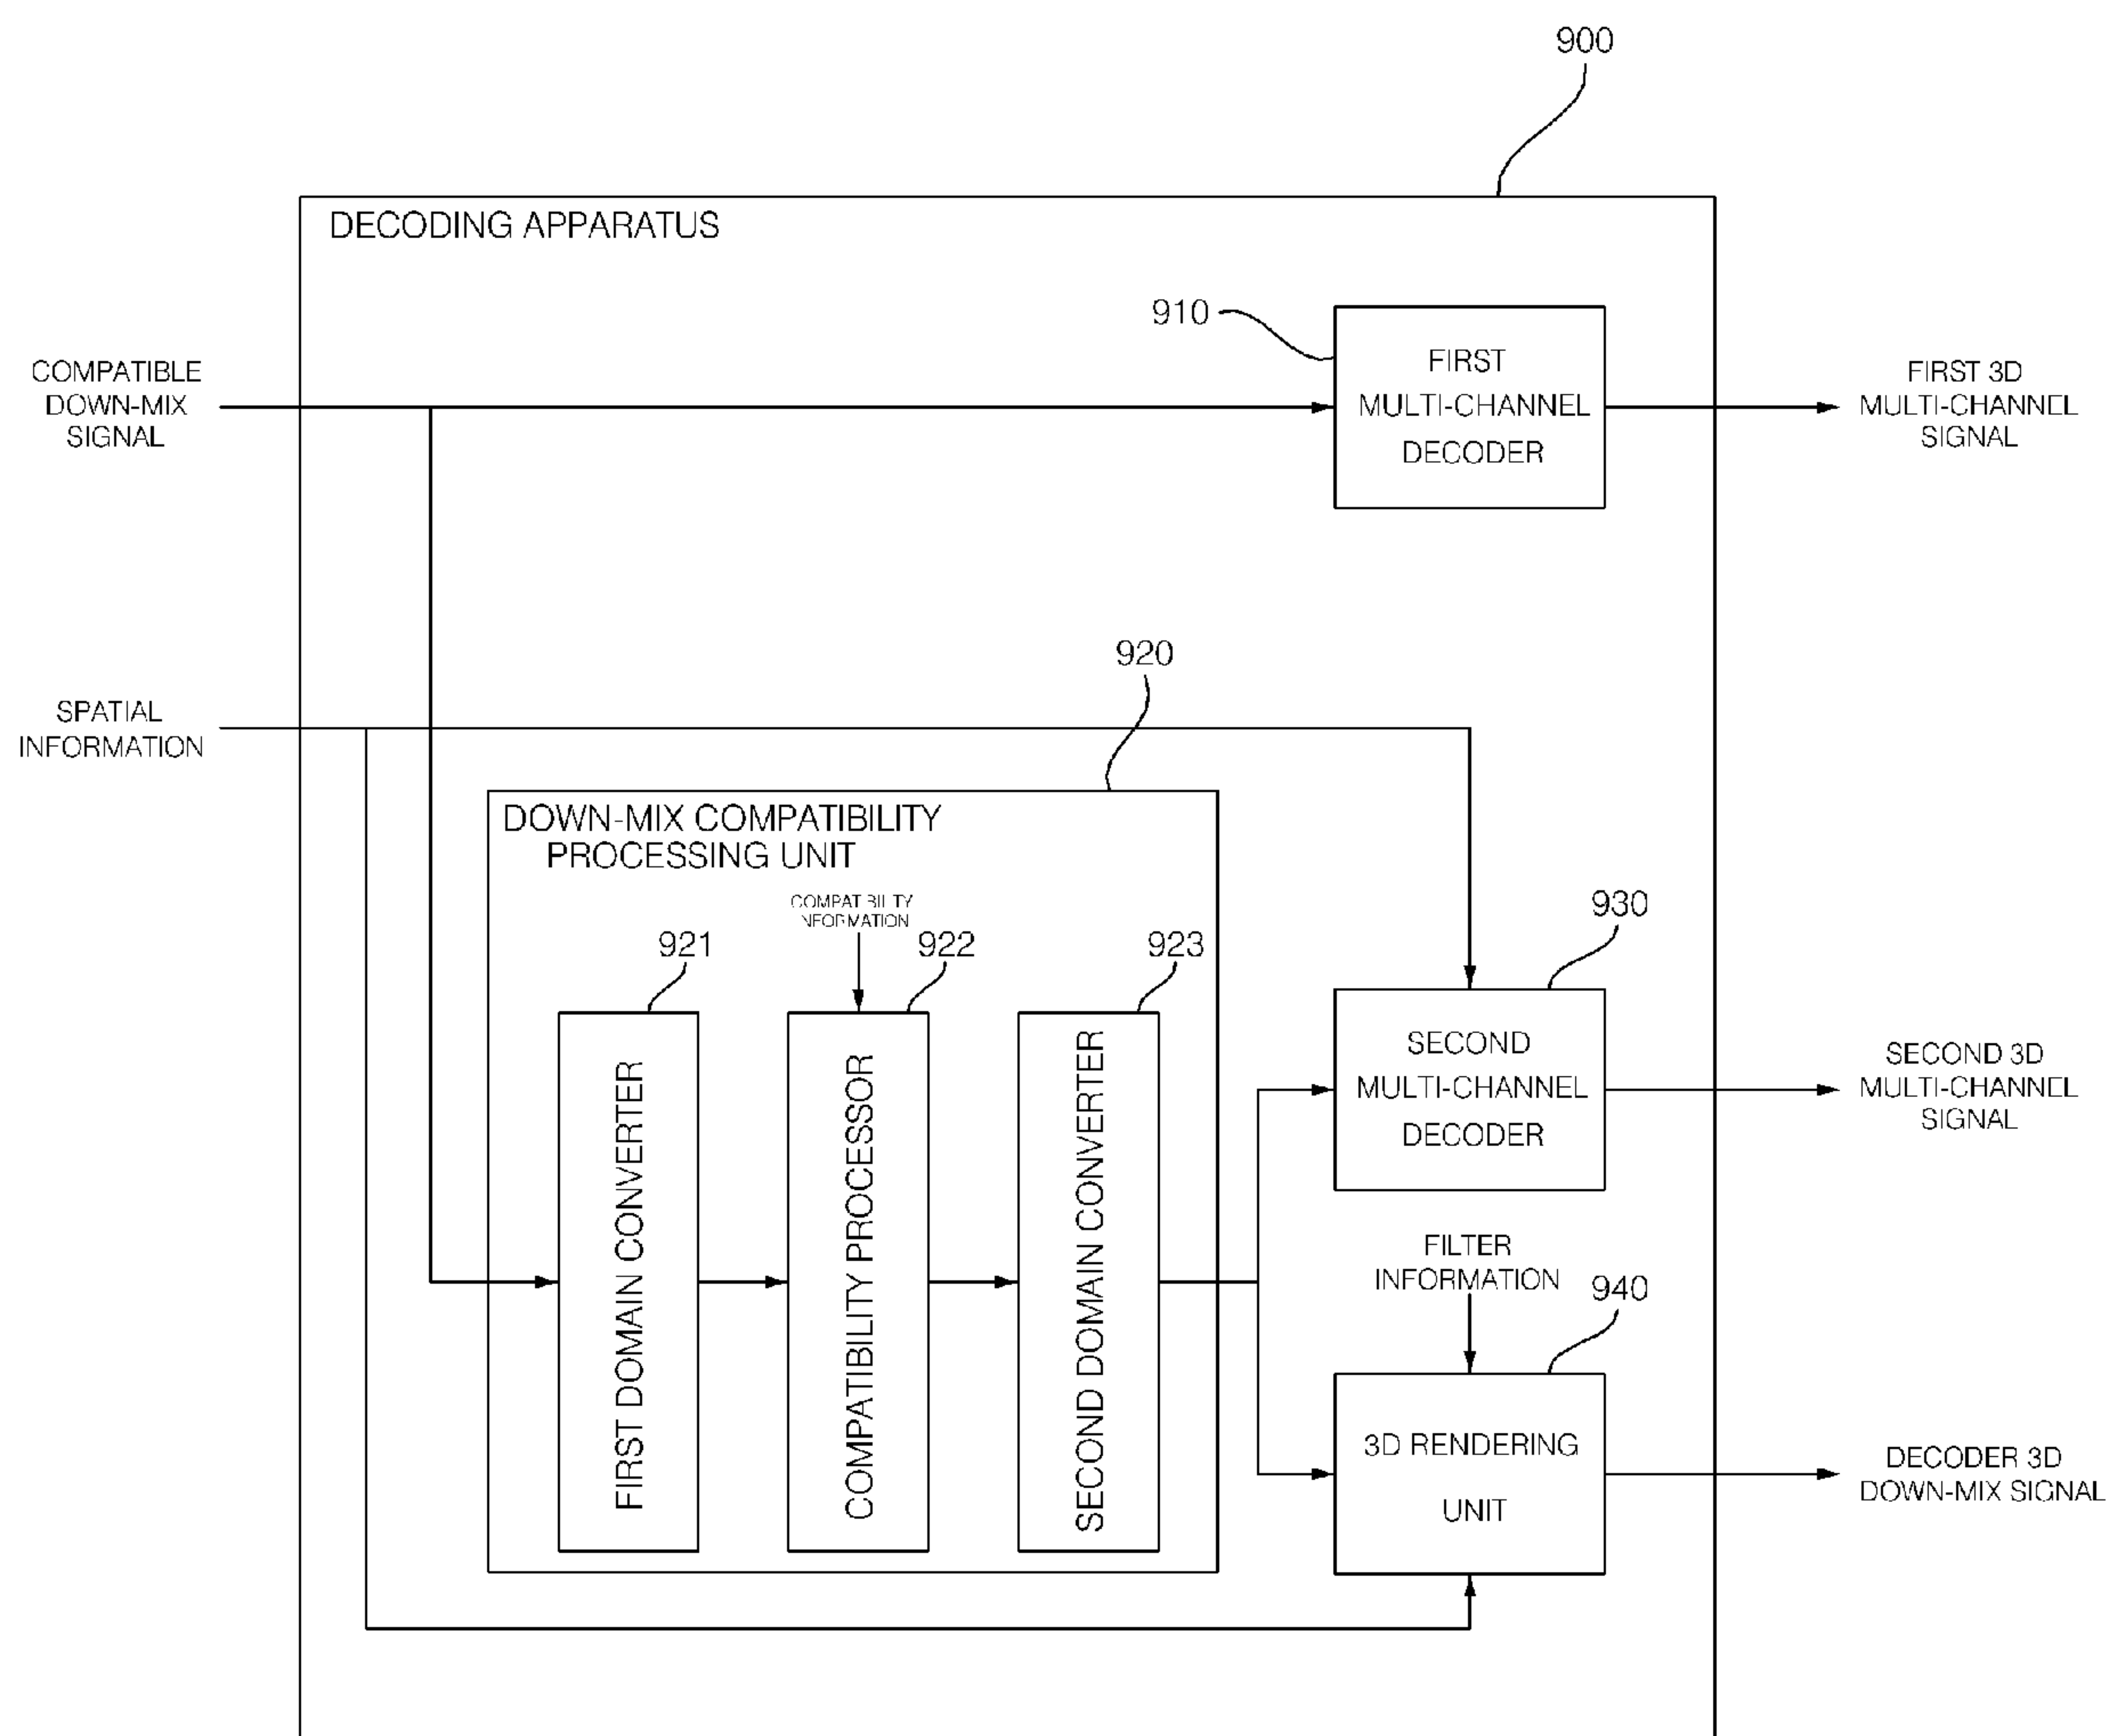 900
DECODING APPARATUS
910
FIRST
MULTI-CHANNEL
DECODER
COMPATIBLE
DOWN-MIX
SIGNAL
FIRST 3D
MULTI-CHANNEL
SIGNAL
920
SPATIAL
INFORMATION
DOWN-MIX COMPATIBILITY
PROCESSING UNIT
COMPATIBILITY
INFORMATION
921
922
923
930
FIRST DOMAIN CONVERTER
COMPATIBILITY PROCESSOR
SECOND DOMAIN CONVERTER
SECOND
MULTI-CHANNEL
DECODER
SECOND 3D
MULTI-CHANNEL
SIGNAL
FILTER
INFORMATION
940
3D RENDERING
UNIT
DECODER 3D
DOWN-MIX SIGNAL